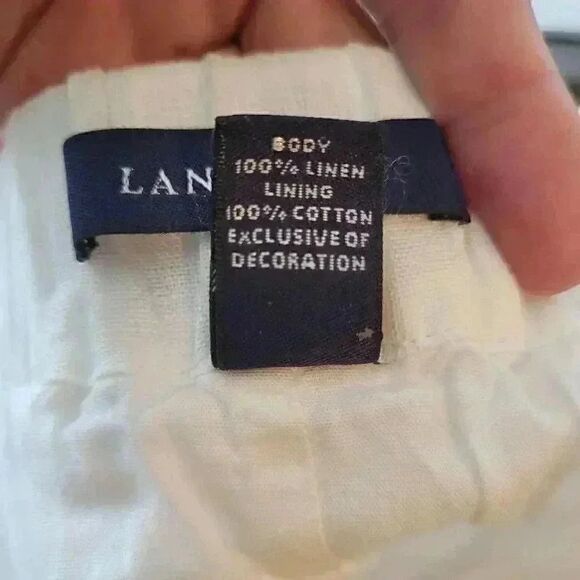 LAN
BODY
100% LINEN
LINING
100% COTTON
EXCLUSIVE OF
DECORATION